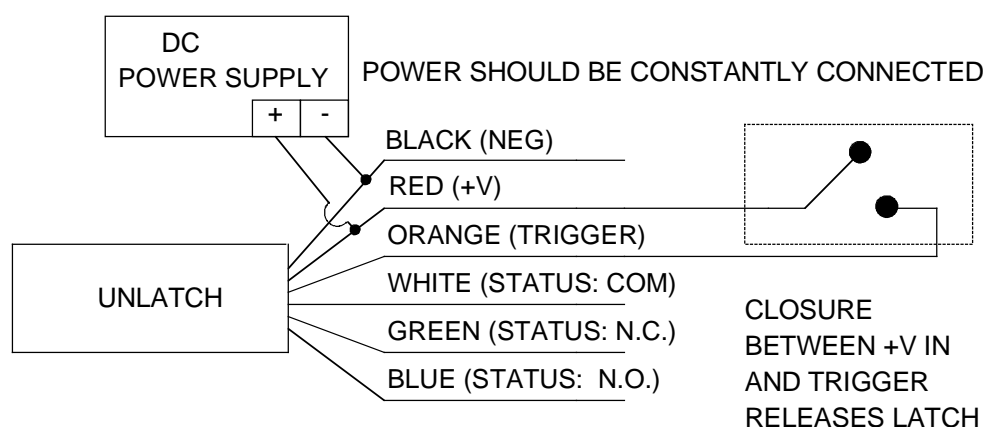 DC
POWER SUPPLY
+ -
POWER SHOULD BE CONSTANTLY CONNECTED
BLACK (NEG)
RED (+V)
ORANGE (TRIGGER)
WHITE (STATUS: COM)
GREEN (STATUS: N.C.)
BLUE (STATUS: N.O.)
UNLATCH
CLOSURE
BETWEEN +V IN
AND TRIGGER
RELEASES LATCH